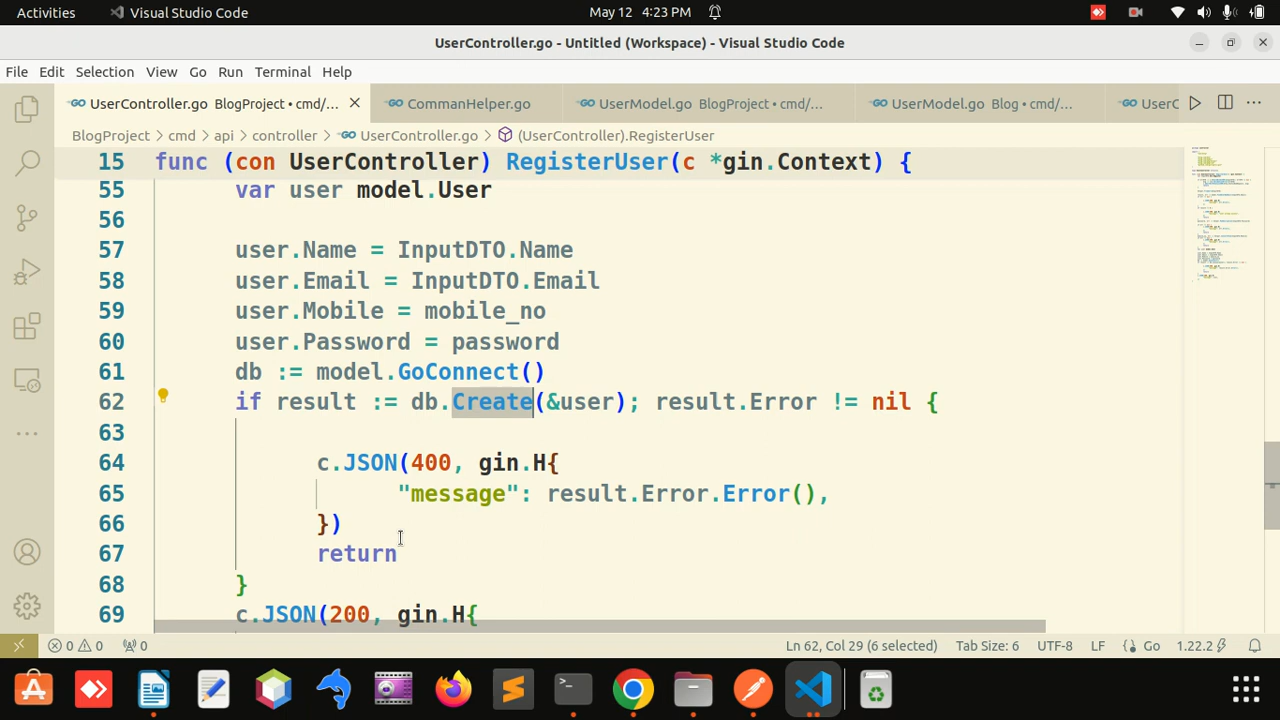 Activities Visual Studio Code May 12 4:23 PM
UserController.go - Untitled (Workspace) - Visual Studio Code
File Edit Selection View Go Run Terminal Help
UserController.go BlogProject • cmd/... CommanHelper.go UserModel.go BlogProject • cmd/... UserModel.go Blog • cmd/... UserC
BlogProject > cmd > api > controller > UserController.go > (UserController).RegisterUser
15 func (con UserController) RegisterUser(c *gin.Context) {
55 var user model.User
56
57 user.Name = InputDTO.Name
58 user.Email = InputDTO.Email
59 user.Mobile = mobile_no
60 user.Password = password
61 db := model.GoConnect()
62 if result := db.Create(&user); result.Error != nil {
63
64 c.JSON(400, gin.H{
65 "message": result.Error.Error(),
66 })
67 return
68 }
69 c.JSON(200, gin.H{
0 0 0 Ln 62, Col 29 (6 selected) Tab Size: 6 UTF-8 LF Go 1.22.2